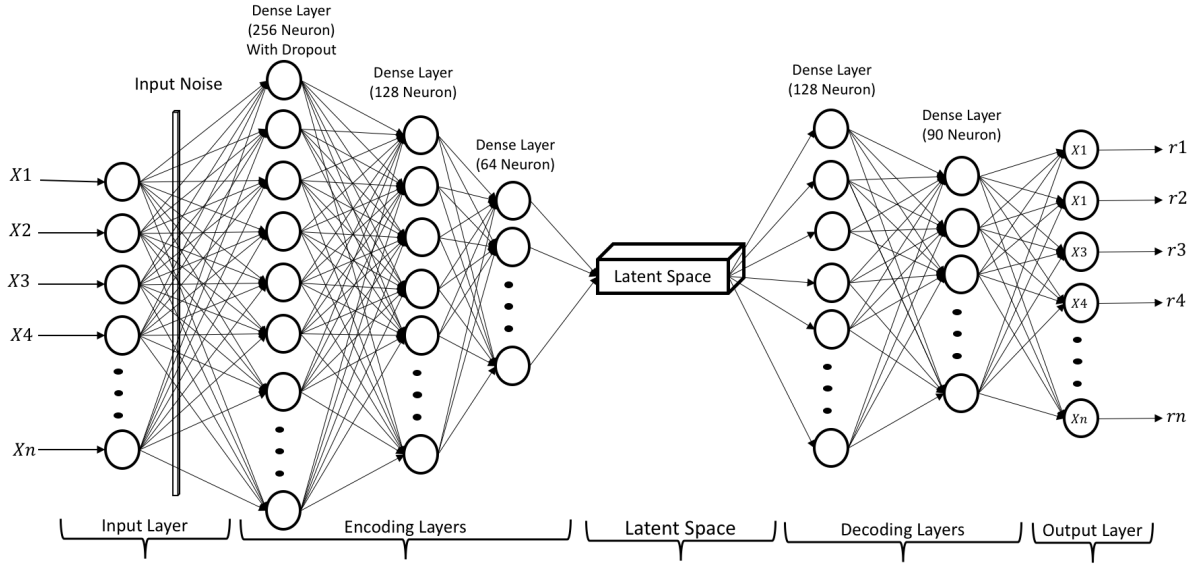 Dense Layer
(256 Neuron)
With Dropout
Input Noise
Dense Layer
(128 Neuron)
Dense Layer
(64 Neuron)
Dense Layer
(128 Neuron)
Dense Layer
(90 Neuron)
X1
X2
X3
X4
Xn
Latent Space
X1
X1
X3
X4
Xn
r1
r2
r3
r4
rn
Input Layer
Encoding Layers
Latent Space
Decoding Layers
Output Layer